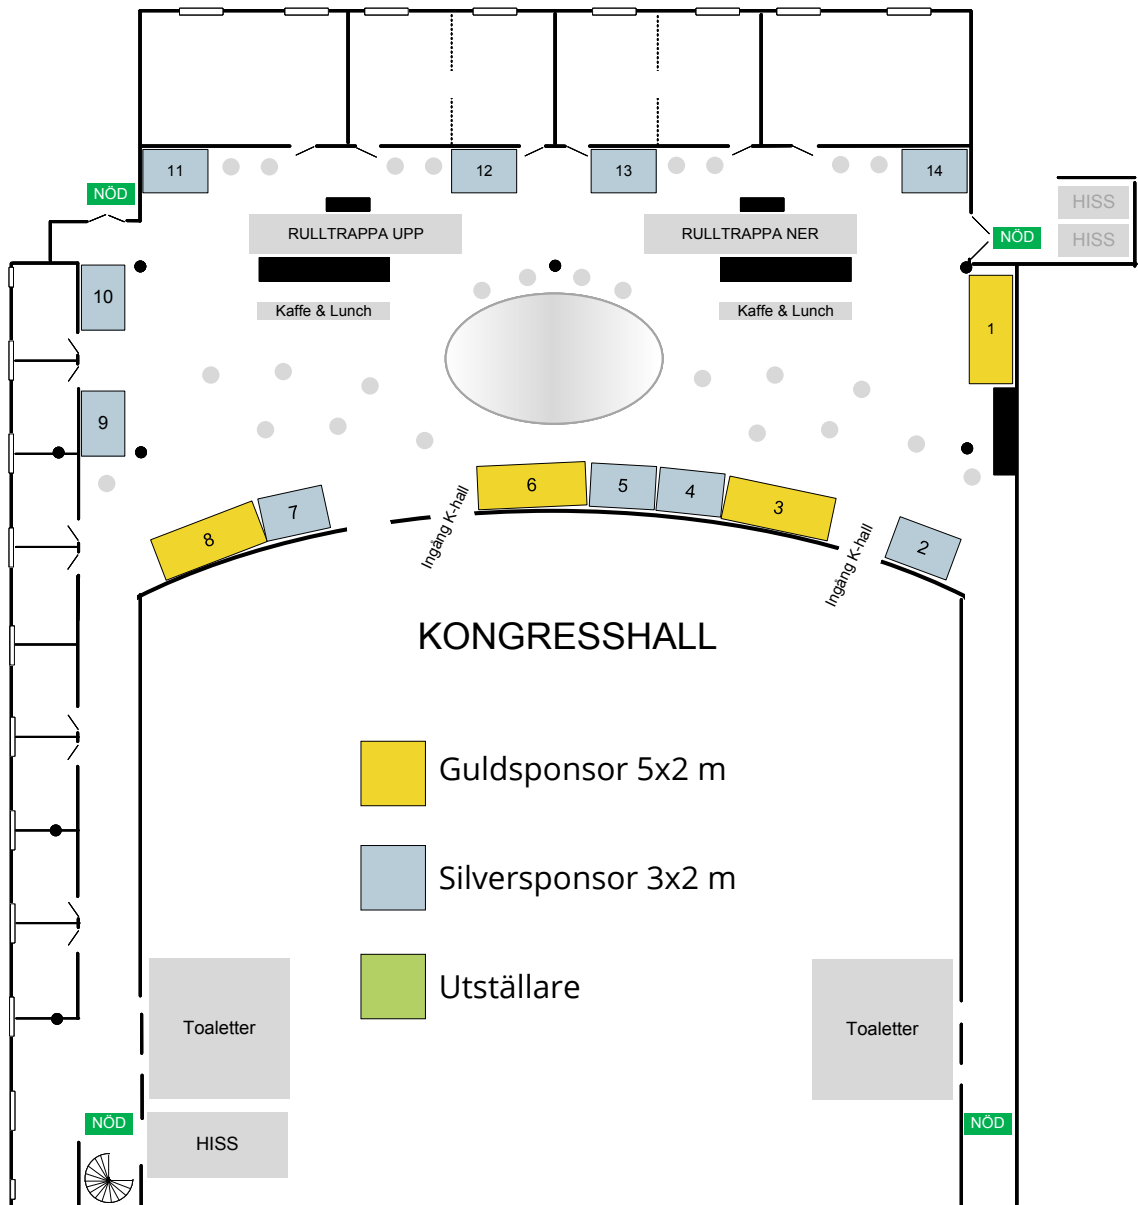 11
12
13
14
NÖD
HISS
HISS
NÖD
RULLTRAPPA UPP
RULLTRAPPA NER
10
Kaffe & Lunch
Kaffe & Lunch
1
9
6
5
4
3
7
8
2
Ingång K-hall
Ingång K-hall
KONGRESSHALL
Guldsponsor 5x2 m
Silversponsor 3x2 m
Utställare
Toaletter
Toaletter
NÖD
NÖD
HISS